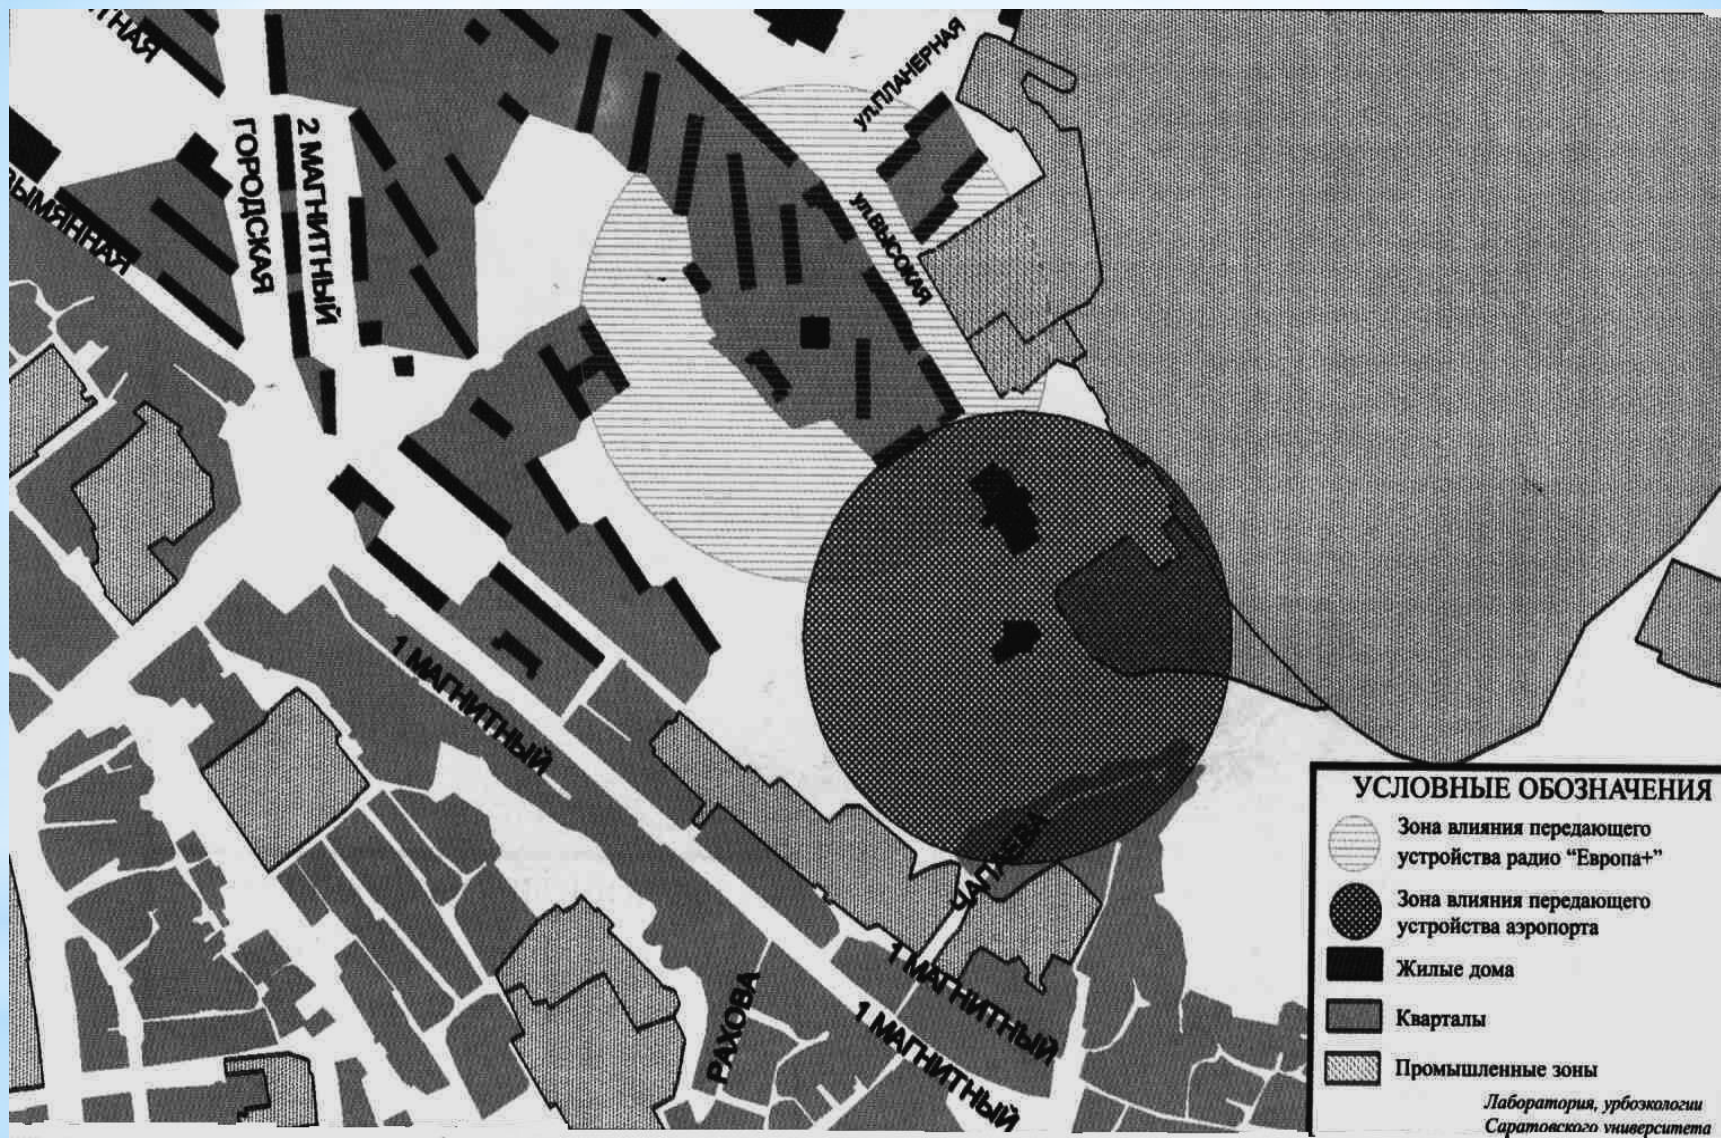 ул.ПЛАНЕРНАЯ
ГОРОДСКАЯ
2 МАГНИТНЫЙ
ул.ВЫСОКАЯ
1 МАГНИТНЫЙ
ЧАПАЕВА
1 МАГНИТНЫЙ
РАХОВА
1 МАГНИТНЫЙ
УСЛОВНЫЕ ОБОЗНАЧЕНИЯ
Зона влияния передающего
устройства радио “Европа+”
Зона влияния передающего
устройства аэропорта
Жилые дома
Кварталы
Промышленные зоны
Лаборатория, урбоэкологии
Саратовского университета